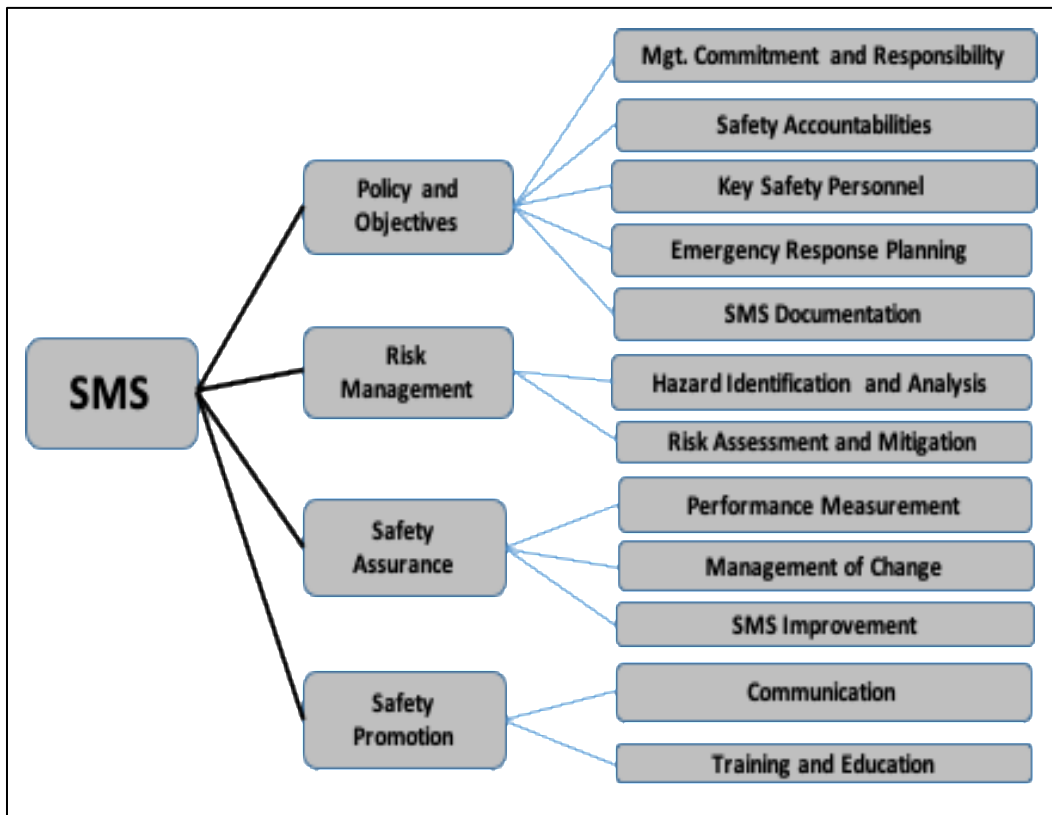 SMS
Policy and
Objectives
Mgt. Commitment and Responsibility
Safety Accountabilities
Key Safety Personnel
Emergency Response Planning
SMS Documentation
Risk
Management
Hazard Identification and Analysis
Risk Assessment and Mitigation
Safety
Assurance
Performance Measurement
Management of Change
SMS Improvement
Safety
Promotion
Communication
Training and Education